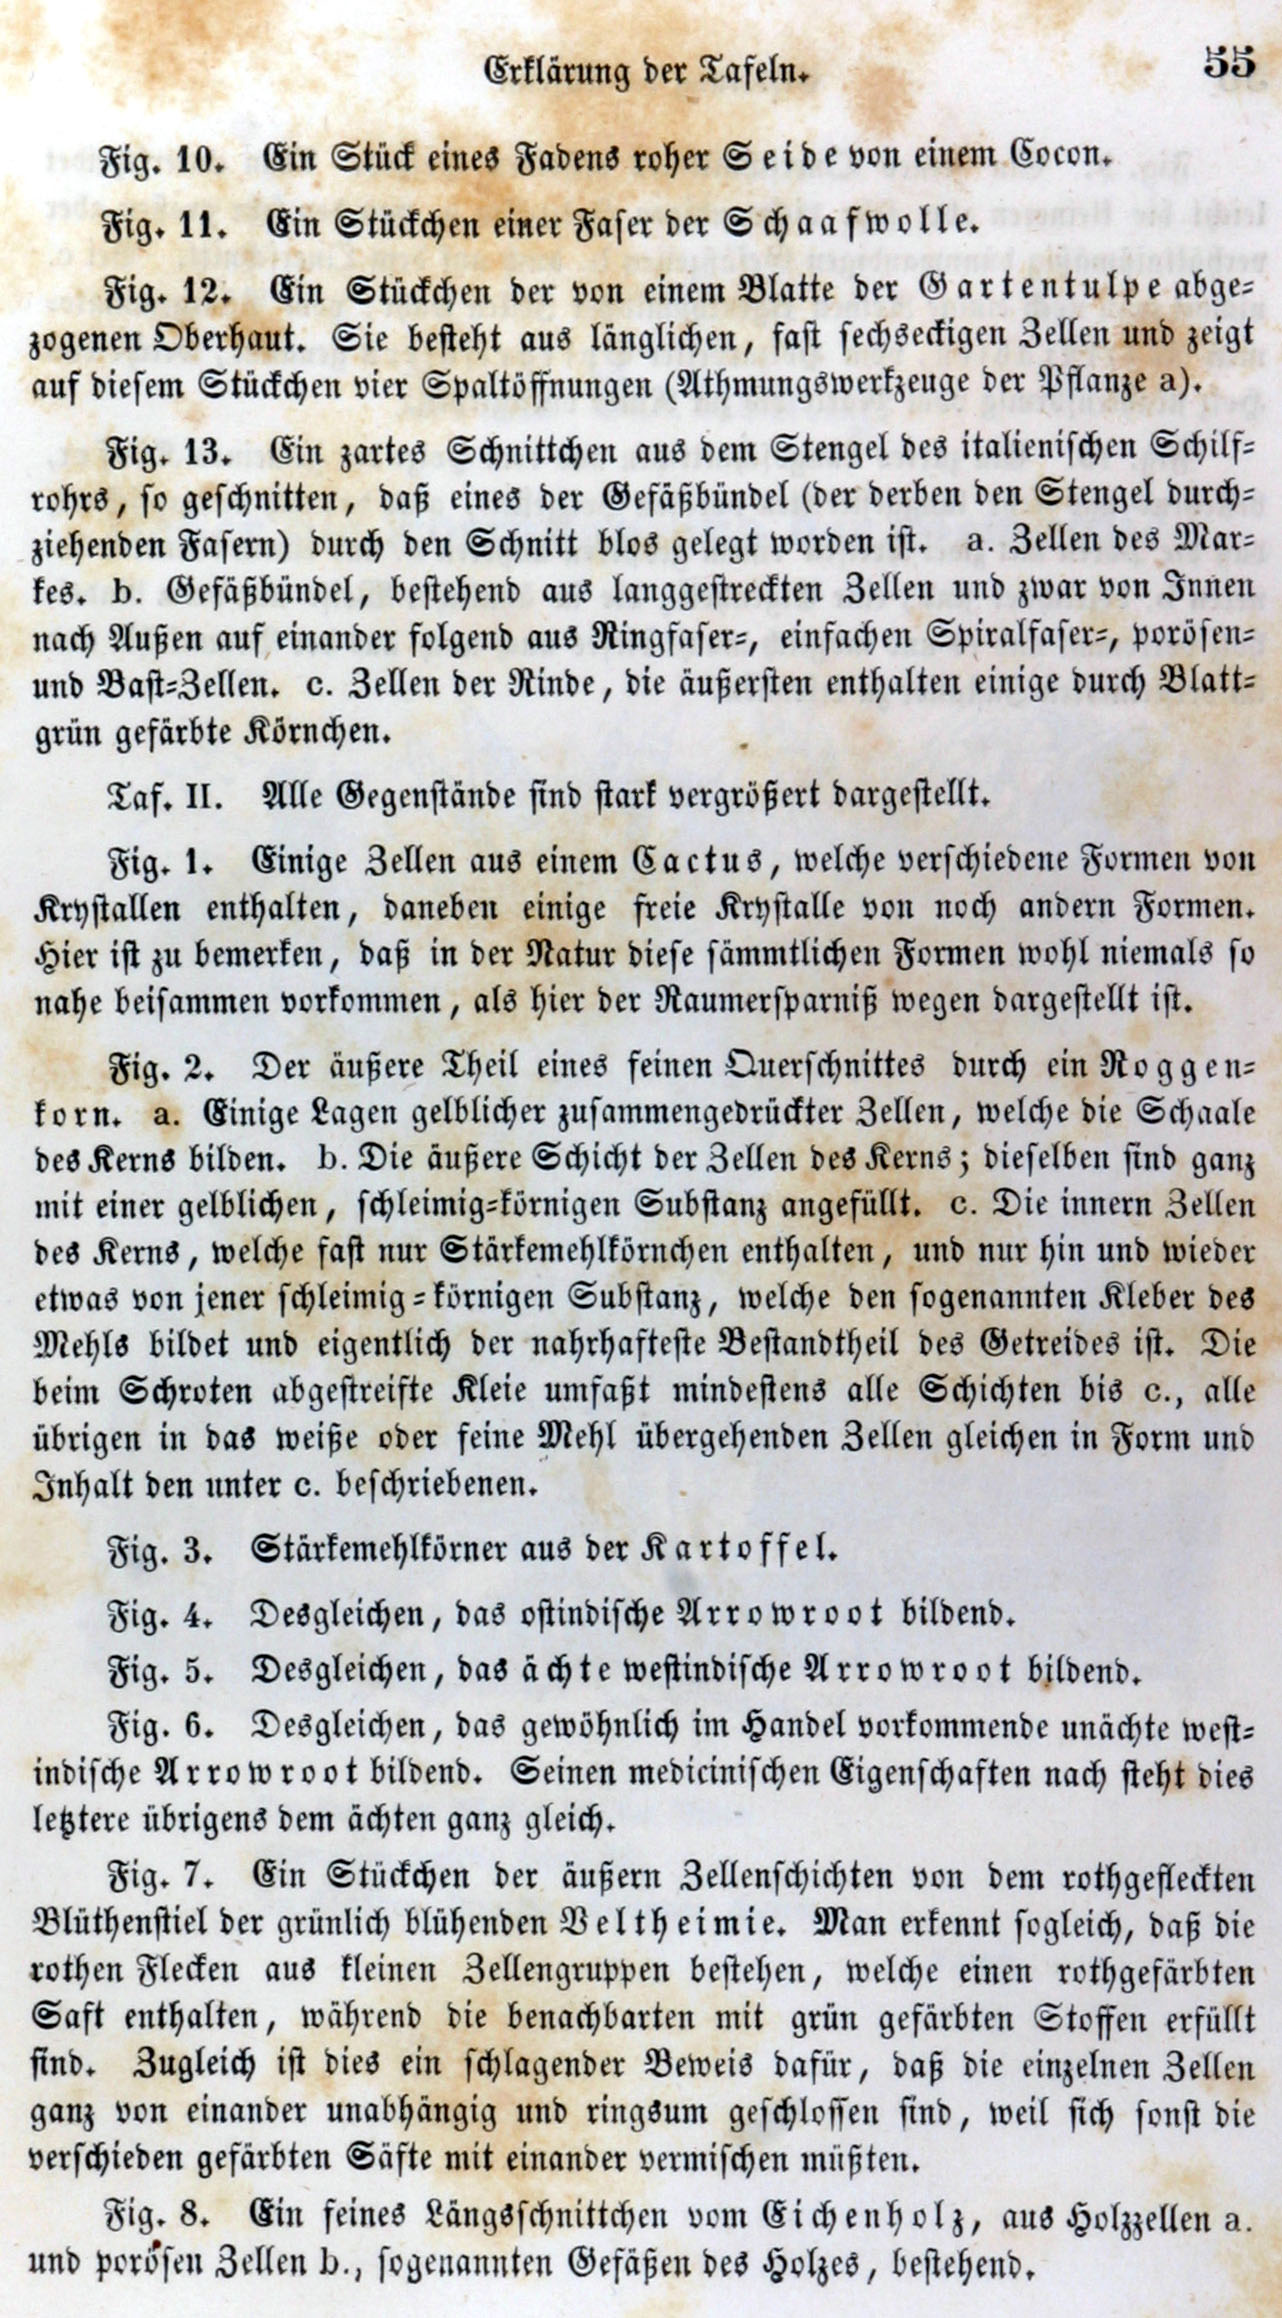 Erklärung der Tafeln. 55
Fig. 10. Ein Stück eines Fadens roher Seide von einem Cocon.
Fig. 11. Ein Stückchen einer Faser der Schaafwolle.
Fig. 12. Ein Stückchen der von einem Blatte der Gartentulpe abge-
zogenen Oberhaut. Sie besteht aus länglichen, fast sechseckigen Zellen und zeigt
auf diesem Stückchen vier Spaltöffnungen (Athmungswerkzeuge der Pflanze a).
Fig. 13. Ein zartes Schnittchen aus dem Stengel des italienischen Schilf-
rohrs, so geschnitten, daß eines der Gefäßbündel (der derben den Stengel durch-
ziehenden Fasern) durch den Schnitt blos gelegt worden ist. a. Zellen des Mar-
kes. b. Gefäßbündel, bestehend aus langgestreckten Zellen und zwar von Innen
nach Außen auf einander folgend aus Ringfaser-, einfachen Spiralfaser-, porösen-
und Bast-Zellen. c. Zellen der Rinde, die äußersten enthalten einige durch Blatt-
grün gefärbte Körnchen.
Taf. II. Alle Gegenstände sind stark vergrößert dargestellt.
Fig. 1. Einige Zellen aus einem Cactus, welche verschiedene Formen von
Krystallen enthalten, daneben einige freie Krystalle von noch andern Formen.
Hier ist zu bemerken, daß in der Natur diese sämmtlichen Formen wohl niemals so
nahe beisammen vorkommen, als hier der Raumersparniß wegen dargestellt ist.
Fig. 2. Der äußere Theil eines feinen Querschnittes durch ein Roggen-
korn. a. Einige Lagen gelblicher zusammengedrückter Zellen, welche die Schaale
des Kerns bilden. b. Die äußere Schicht der Zellen des Kerns; dieselben sind ganz
mit einer gelblichen, schleimig-körnigen Substanz angefüllt. c. Die innern Zellen
des Kerns, welche fast nur Stärkemehlkörnchen enthalten, und nur hin und wieder
etwas von jener schleimig-körnigen Substanz, welche den sogenannten Kleber des
Mehls bildet und eigentlich der nahrhafteste Bestandtheil des Getreides ist. Die
beim Schroten abgestreifte Kleie umfaßt mindestens alle Schichten bis c., alle
übrigen in das weiße oder feine Mehl übergehenden Zellen gleichen in Form und
Inhalt den unter c. beschriebenen.
Fig. 3. Stärkemehlkörner aus der Kartoffel.
Fig. 4. Desgleichen, das ostindische Arrowroot bildend.
Fig. 5. Desgleichen, das ächte westindische Arrowroot bildend.
Fig. 6. Desgleichen, das gewöhnlich im Handel vorkommende unächte west-
indische Arrowroot bildend. Seinen medicinischen Eigenschaften nach steht dies
letztere übrigens dem ächten ganz gleich.
Fig. 7. Ein Stückchen der äußern Zellenschichten von dem rothgefleckten
Blüthenstiel der grünlich blühenden Veltheimie. Man erkennt sogleich, daß die
rothen Flecken aus kleinen Zellengruppen bestehen, welche einen rothgefärbten
Saft enthalten, während die benachbarten mit grün gefärbten Stoffen erfüllt
sind. Zugleich ist dies ein schlagender Beweis dafür, daß die einzelnen Zellen
ganz von einander unabhängig und ringsum geschlossen sind, weil sich sonst die
verschieden gefärbten Säfte mit einander vermischen müßten.
Fig. 8. Ein feines Längsschnittchen vom Eichenholz, aus Holzzellen a.
und porösen Zellen b., sogenannten Gefäßen des Holzes, bestehend.